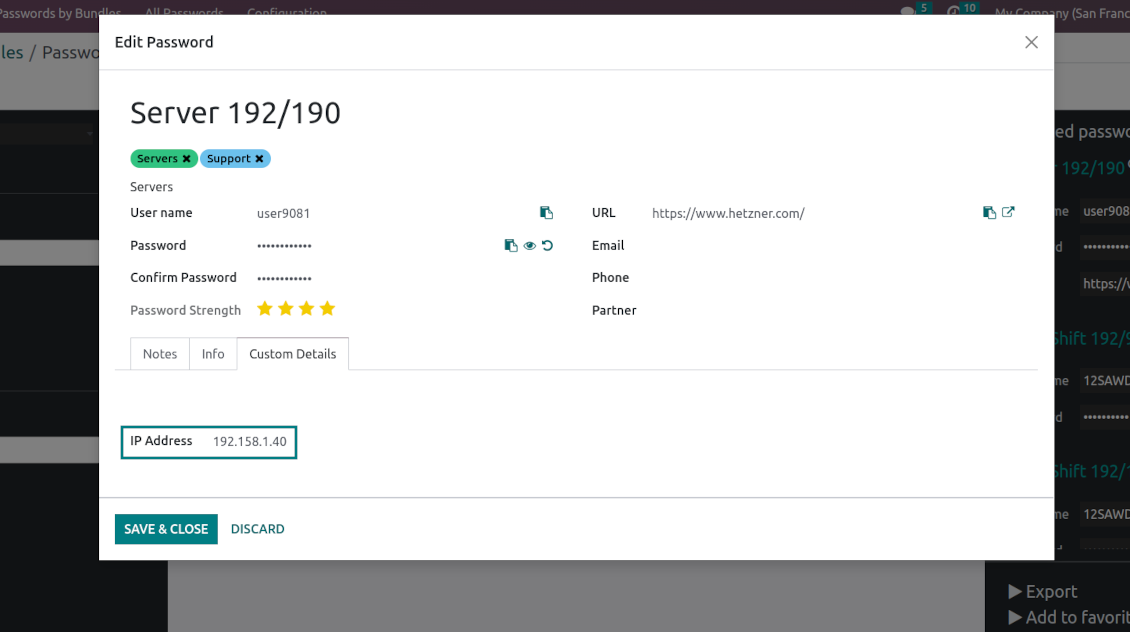 Passwords by Bundles All Passwords Configuration 5 10 My Company (San Franc
les / Passwo
Edit Password
Server 192/190
Servers Support
Servers
User name user9081 URL https://www.hetzner.com/
Password •••••••••••• Email
Confirm Password •••••••••••• Phone
Password Strength Partner
Notes Info Custom Details
IP Address 192.158.1.40
SAVE & CLOSE DISCARD
ed passwo
192/190
me user908
d ••••••••••
https://w
Shift 192/9
me 12SAWD
d ••••••••••
Shift 192/1
me 12SAWD
Export
Add to favorit